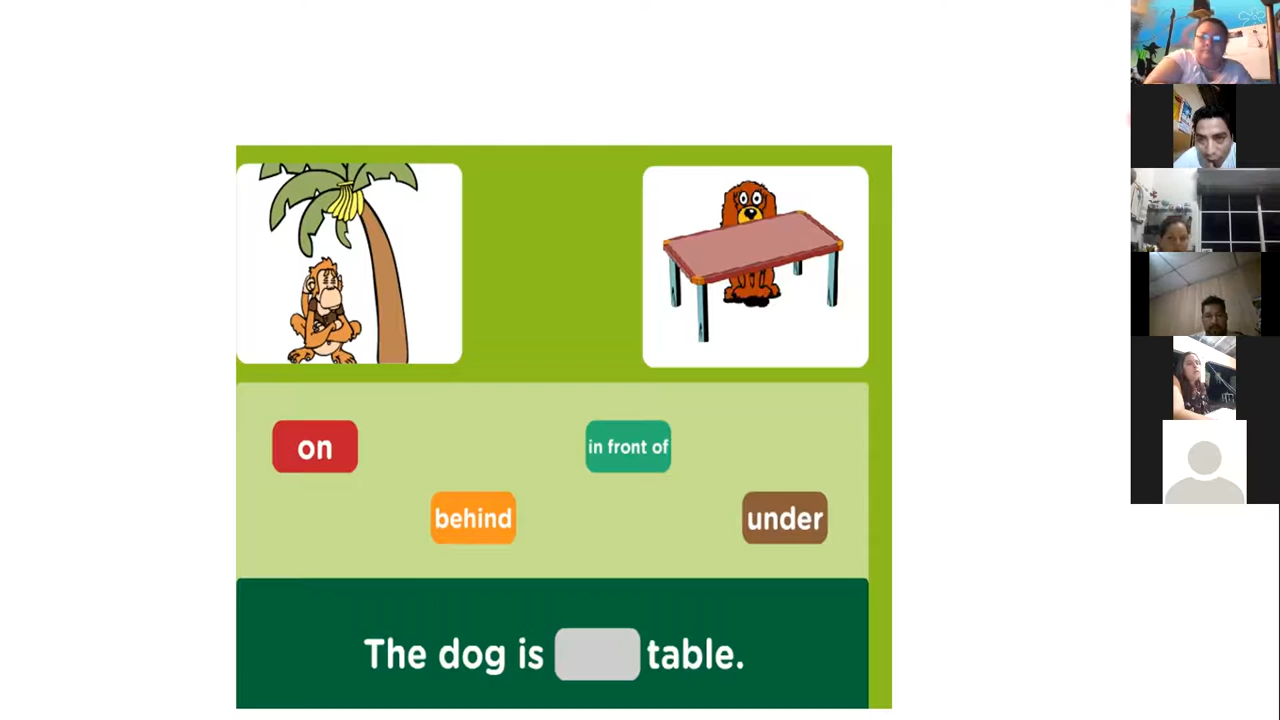 on
in front of
behind
under
The dog is table.